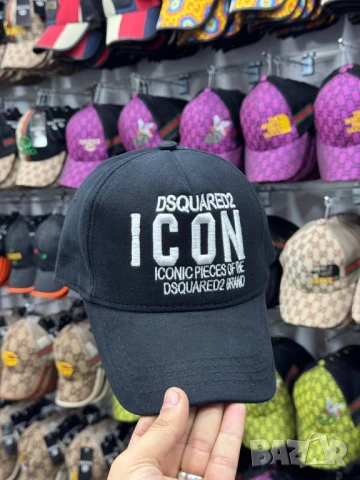 DSQUARED2
ICON
ICONIC PIECES OF THE
DSQUARED2 BRAND
BAZAR